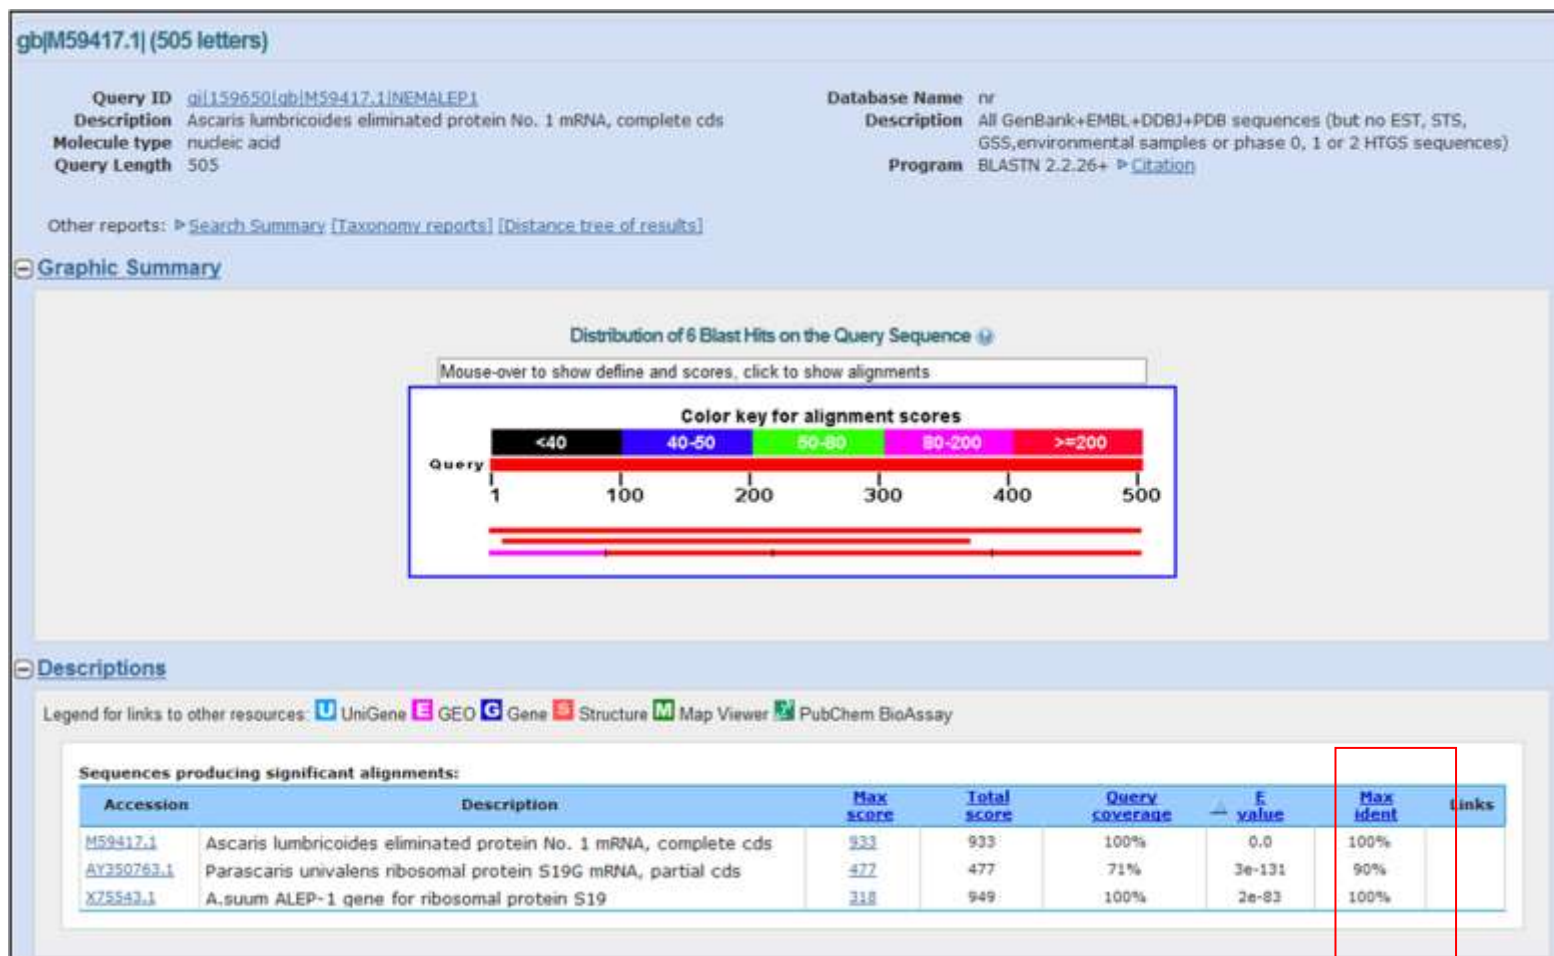 gb|M59417.1| (505 letters)
Query ID gi|159650|gb|M59417.1|NEMALEP1
Description Ascaris lumbricoides eliminated protein No. 1 mRNA, complete cds
Molecule type nucleic acid
Query Length 505
Database Name nr
Description All GenBank+EMBL+DDBJ+PDB sequences (but no EST, STS,
GSS,environmental samples or phase 0, 1 or 2 HTGS sequences)
Program BLASTN 2.2.26+ Citation
Other reports: Search Summary [Taxonomy reports] [Distance tree of results]
Graphic Summary
Distribution of 6 Blast Hits on the Query Sequence
Mouse-over to show defline and scores, click to show alignments
Color key for alignment scores
<40 40-50 50-80 80-200 >=200
Query
1 100 200 300 400 500
Descriptions
Legend for links to other resources: U UniGene E GEO G Gene S Structure M Map Viewer PubChem BioAssay
Sequences producing significant alignments:
Accession Description Max score Total score Query coverage E value Max ident Links
M59417.1 Ascaris lumbricoides eliminated protein No. 1 mRNA, complete cds 933 933 100% 0.0 100%
AY350763.1 Parascaris univalens ribosomal protein S19G mRNA, partial cds 477 477 71% 3e-131 90%
X75543.1 A.suum ALEP-1 gene for ribosomal protein S19 318 949 100% 2e-83 100%